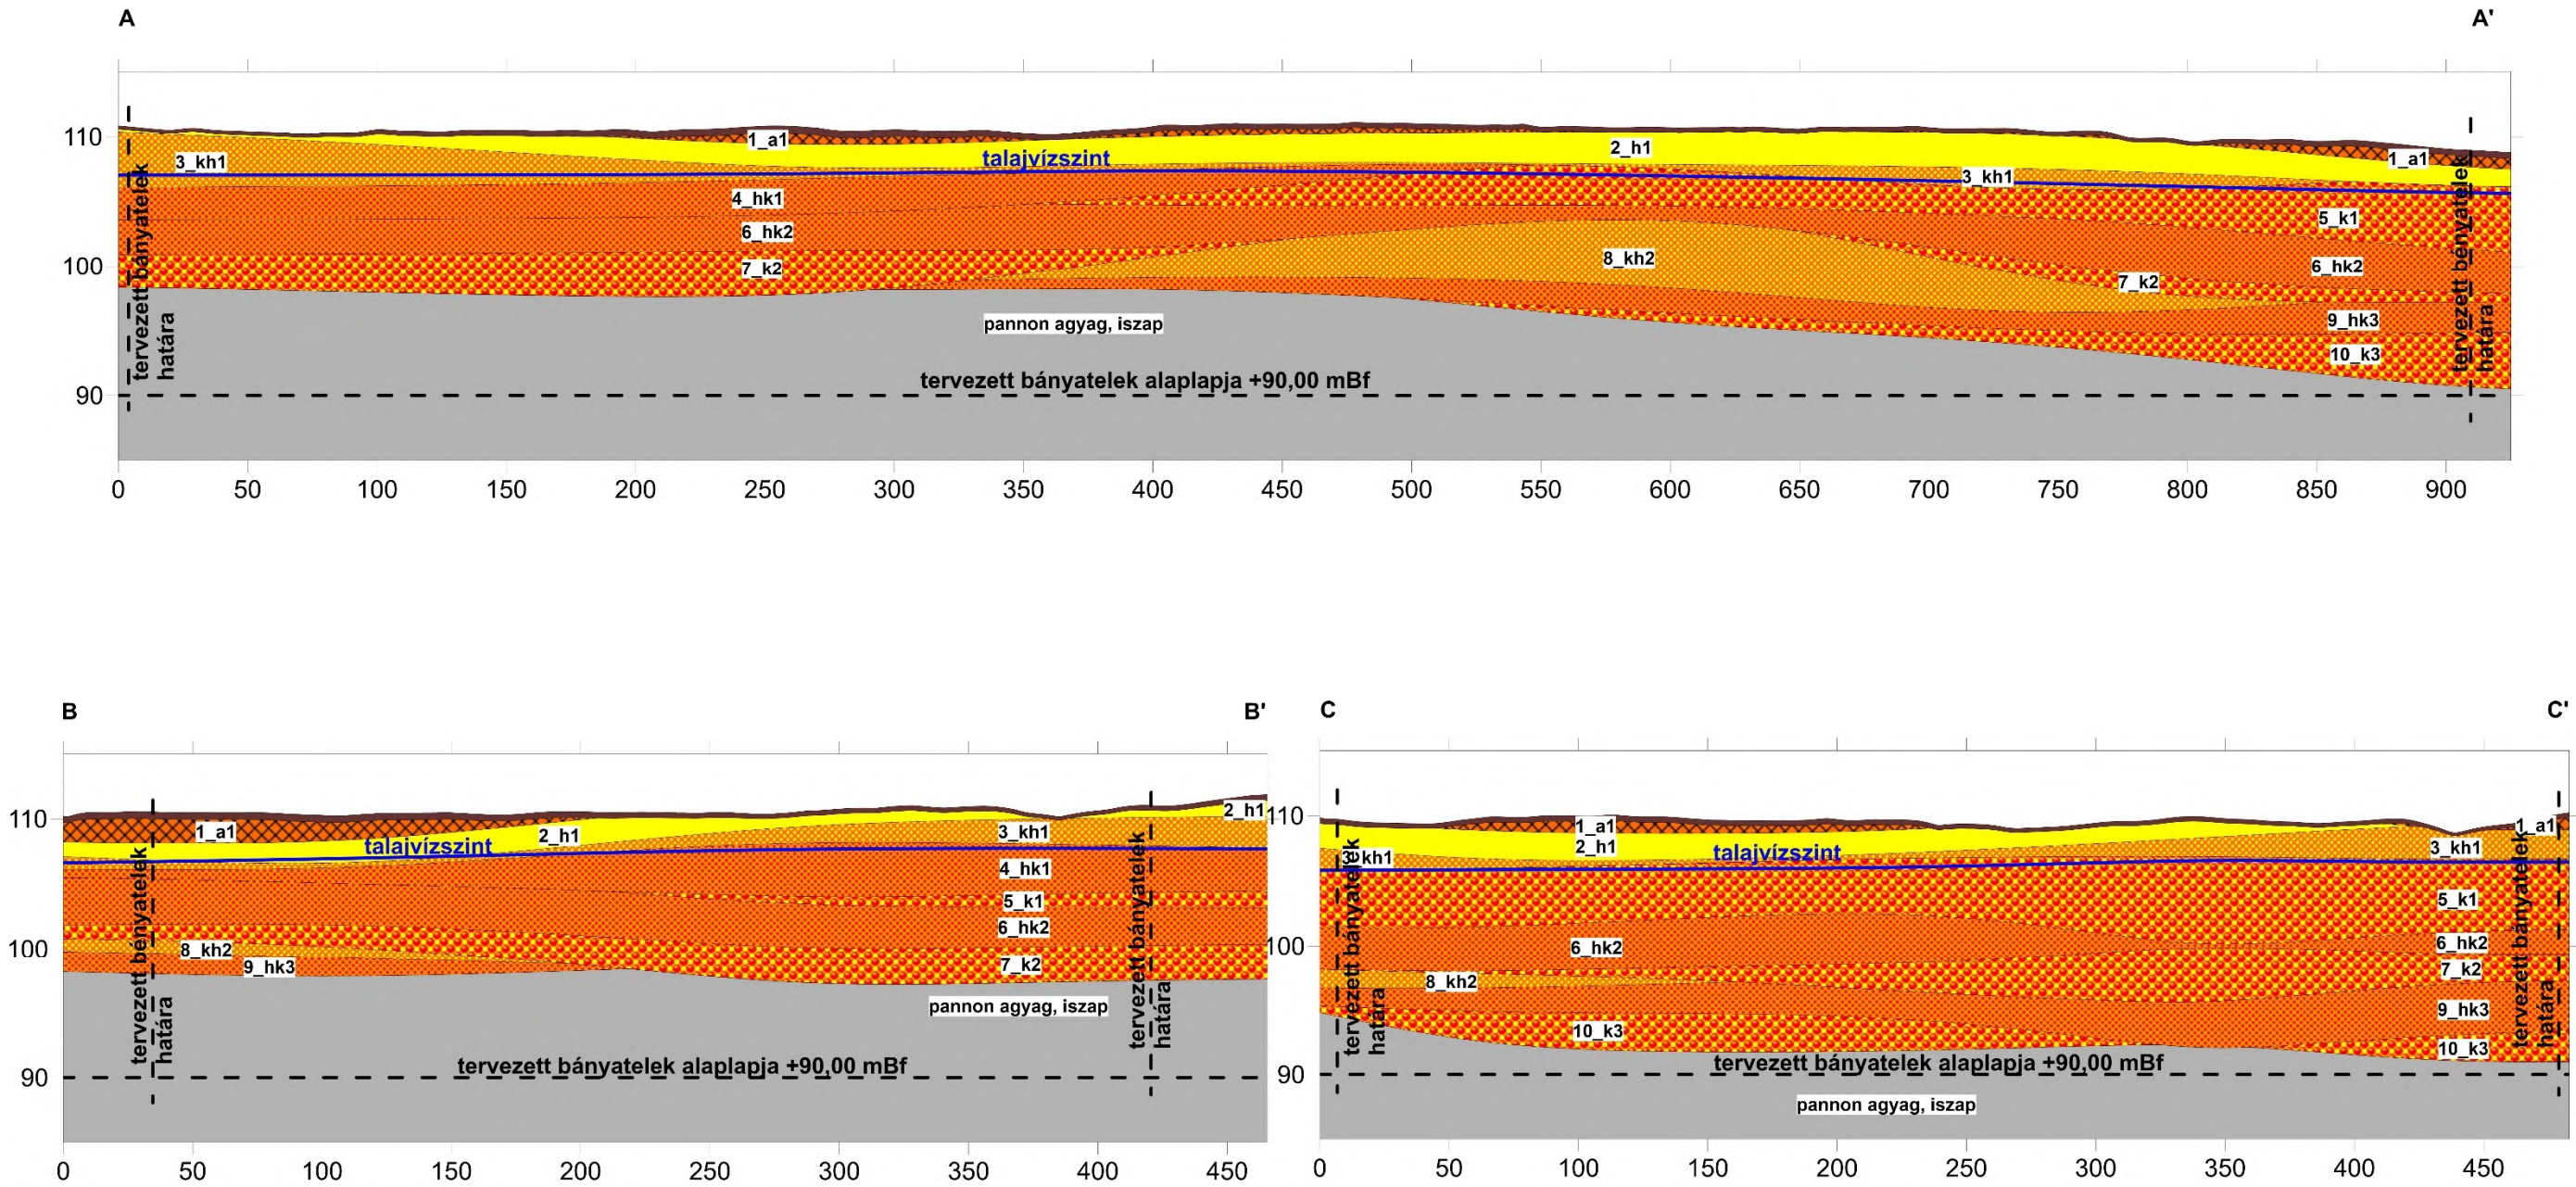 A A'
110
100
90
1_a1
2_h1
1_a1
3_kh1
talajvízszint
3_kh1
4_hk1
5_k1
6_hk2
8_kh2
6_hk2
7_k2
7_k2
9_hk3
10_k3
pannon agyag, iszap
tervezett bányatelek
határa
tervezett bényatelek
határa
tervezett bányatelek alaplapja +90,00 mBf
0 50 100 150 200 250 300 350 400 450 500 550 600 650 700 750 800 850 900
B B'
110
100
90
1_a1
2_h1
2_h1
3_kh1
talajvízszint
4_hk1
5_k1
6_hk2
8_kh2
7_k2
9_hk3
pannon agyag, iszap
tervezett bényatelek
határa
tervezett bányatelek
határa
tervezett bányatelek alaplapja +90,00 mBf
0 50 100 150 200 250 300 350 400 450
C C'
110
100
90
1_a1
1_a1
2_h1
3_kh1
talajvízszint
3_kh1
5_k1
6_hk2
6_hk2
7_k2
8_kh2
9_hk3
10_k3
10_k3
tervezett bányatelek
határa
tervezett bányatelek
határa
tervezett bányatelek alaplapja +90,00 mBf
pannon agyag, iszap
0 50 100 150 200 250 300 350 400 450